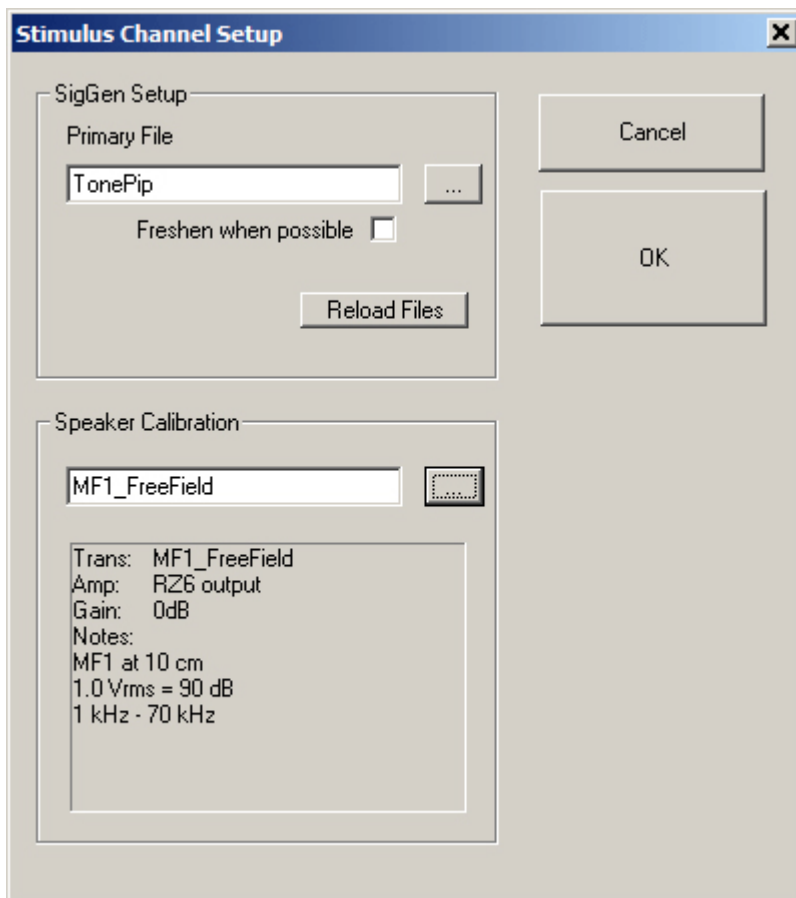 Stimulus Channel Setup
SigGen Setup
Primary File
TonePip
...
Freshen when possible
Reload Files
Cancel
OK
Speaker Calibration
MF1_FreeField
...
Trans: MF1_FreeField
Amp: RZ6 output
Gain: 0dB
Notes:
MF1 at 10 cm
1.0 Vrms = 90 dB
1 kHz - 70 kHz